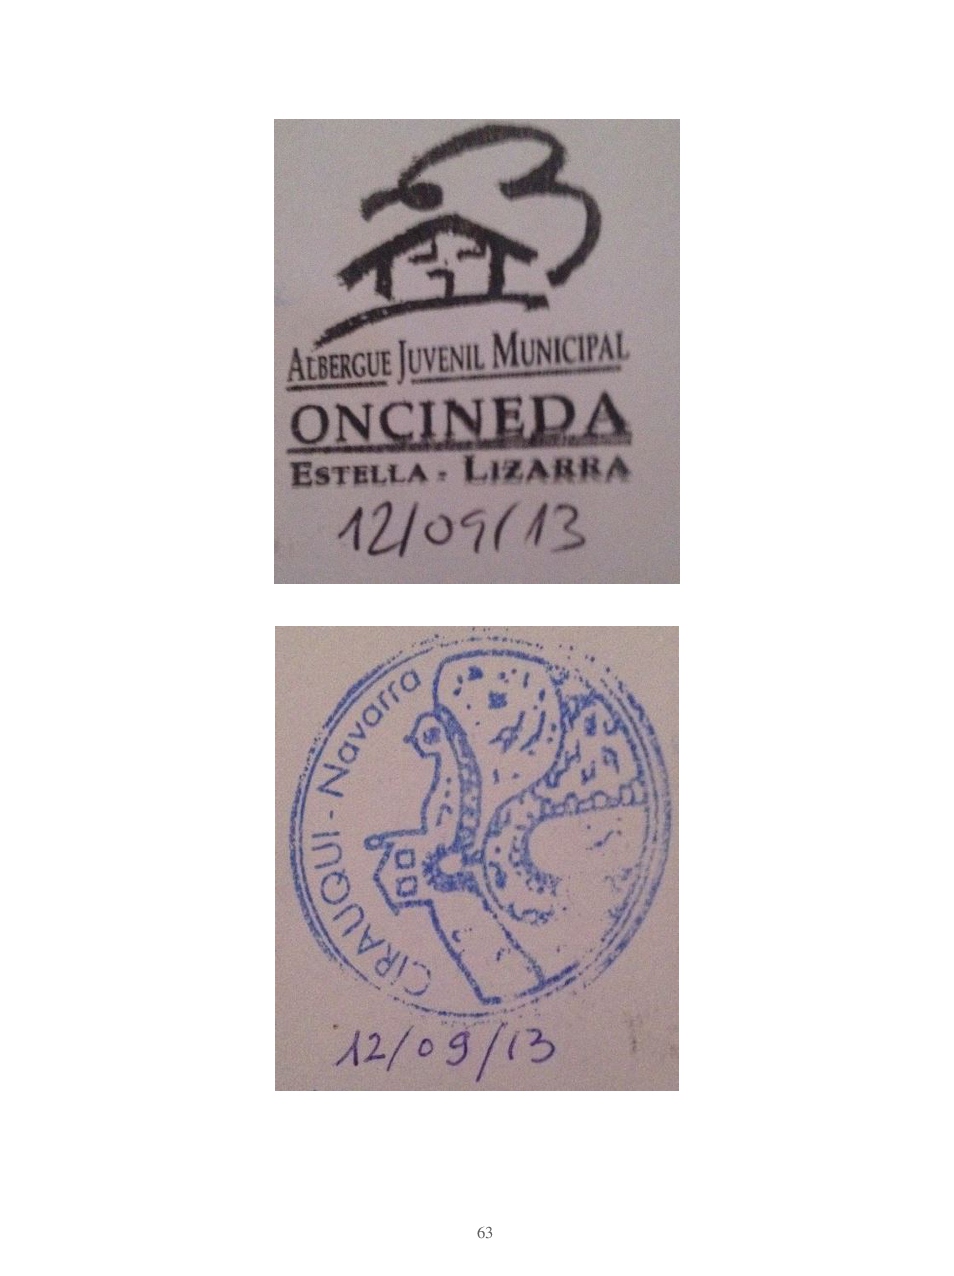 ALBERGUE JUVENIL MUNICIPAL
ONCINEDA
ESTELLA - LIZARRA
12/09/13
CIRAUQUI - Navarra
12/09/13
63